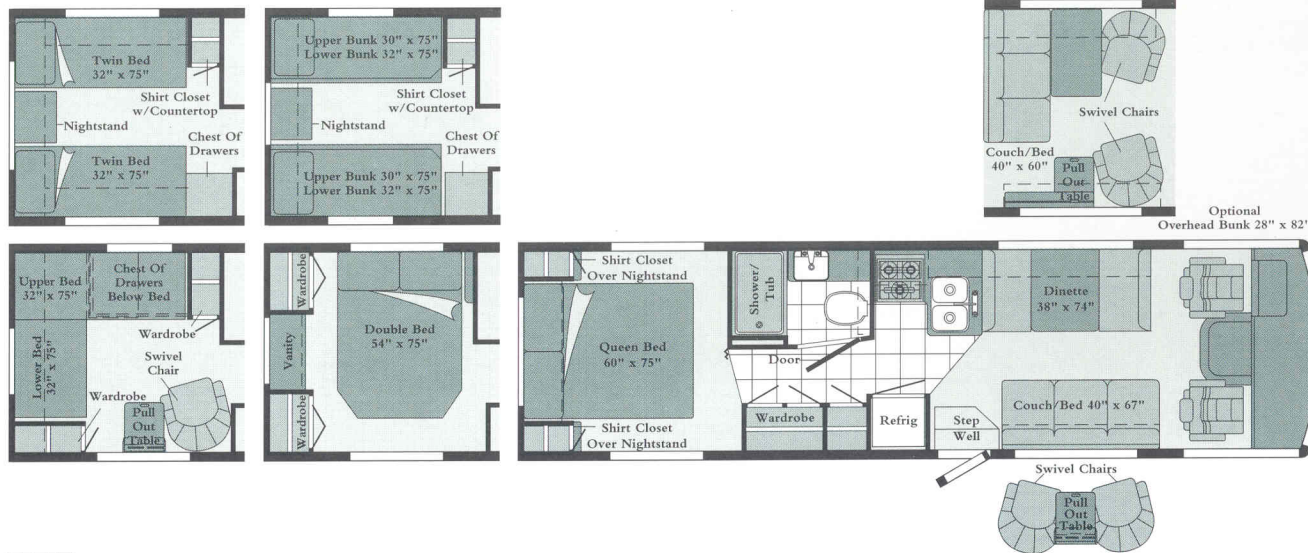 Twin Bed
32" x 75"
Shirt Closet
w/Countertop
Nightstand
Chest Of
Drawers
Twin Bed
32" x 75"
Upper Bunk 30" x 75"
Lower Bunk 32" x 75"
Shirt Closet
w/Countertop
Nightstand
Chest Of
Drawers
Upper Bunk 30" x 75"
Lower Bunk 32" x 75"
Swivel Chairs
Couch/Bed
40" x 60"
Pull
Out
Table
Optional
Overhead Bunk 28" x 82"
Upper Bed
32" x 75"
Chest Of
Drawers
Below Bed
Wardrobe
Lower Bed
32" x 75"
Swivel
Chair
Wardrobe
Pull
Out
Table
Wardrobe
Vanity
Wardrobe
Double Bed
54" x 75"
Shirt Closet
Over Nightstand
Queen Bed
60" x 75"
Shirt Closet
Over Nightstand
Shower/
Tub
Door
Wardrobe
Refrig
Step
Well
Dinette
38" x 74"
Couch/Bed 40" x 67"
Swivel Chairs
Pull
Out
Table